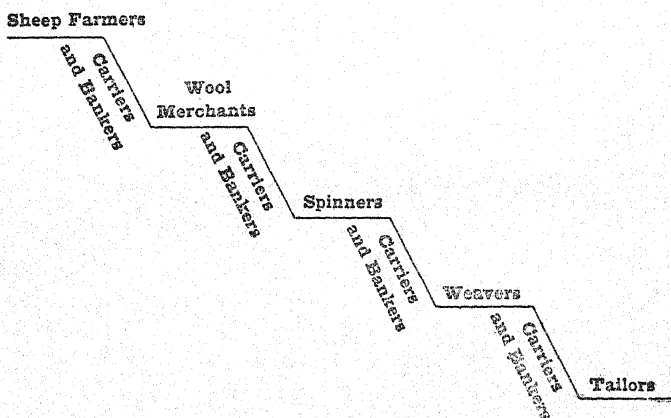 Sheep Farmers
Carriers
and Bankers
Wool
Merchants
Carriers
and Bankers
Spinners
Carriers
and Bankers
Weavers
Carriers
and Bankers
Tailors